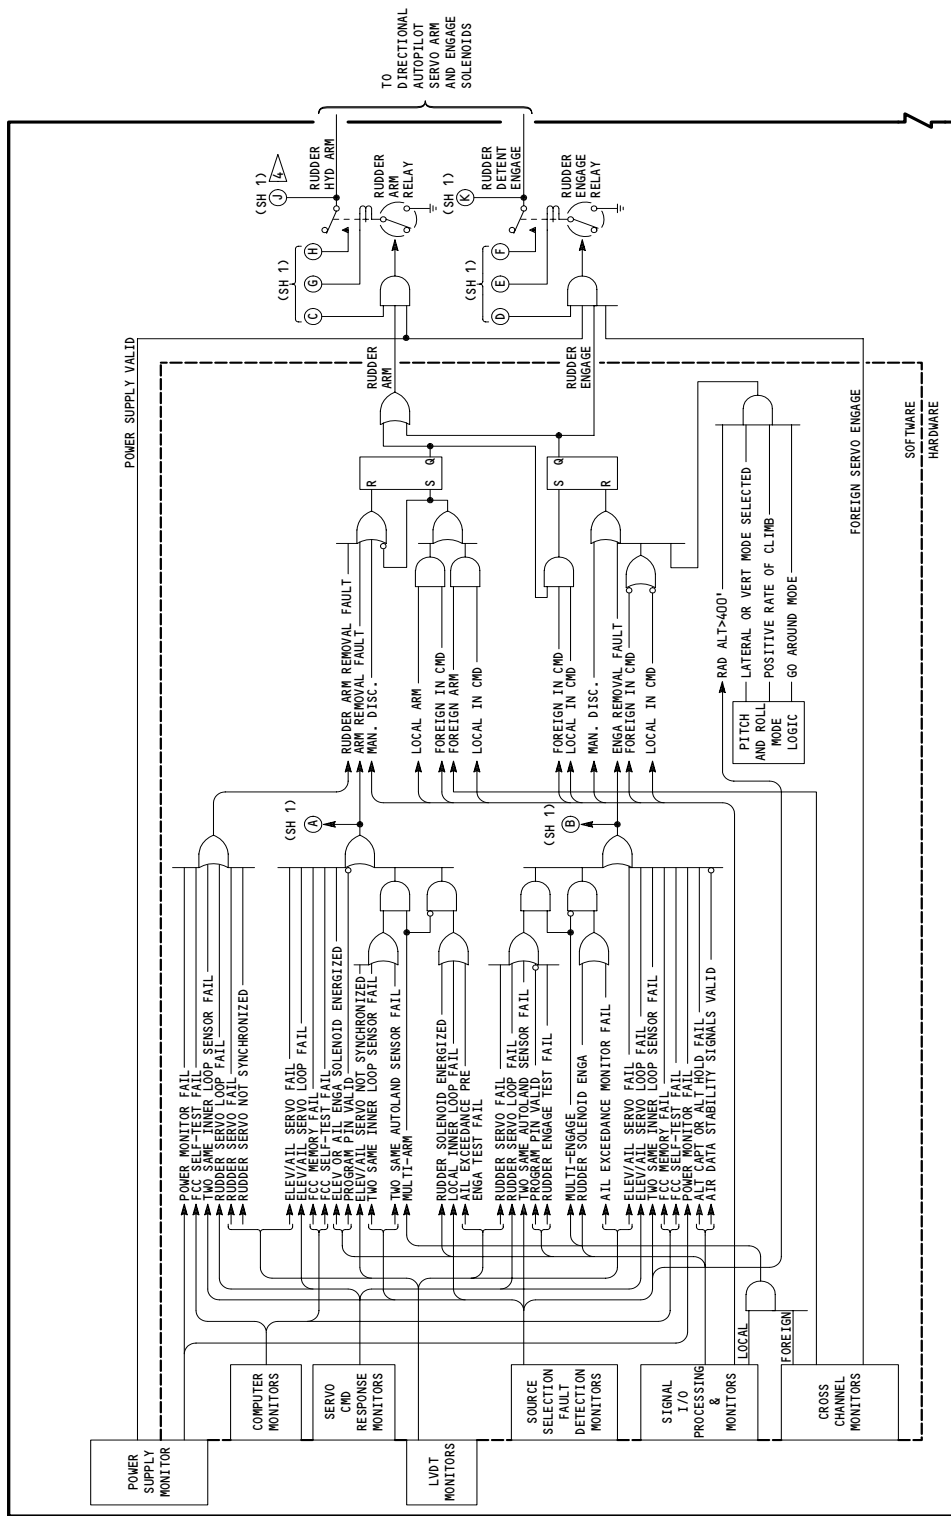 POWER
SUPPLY
MONITOR
COMPUTER
MONITORS
SERVO
CMD
RESPONSE
MONITORS
LVDT
MONITORS
SOURCE
SELECTION
FAULT
DETECTION
MONITORS
SIGNAL
I/O
PROCESSING
&
MONITORS
CROSS
CHANNEL
MONITORS
LOCAL
FOREIGN
POWER MONITOR FAIL
FCC SELF-TEST FAIL
TWO SAME INNER LOOP SENSOR FAIL
RUDDER SERVO LOOP FAIL
RUDDER SERVO FAIL
RUDDER SERVO NOT SYNCHRONIZED
ELEV/AIL SERVO FAIL
ELEV/AIL SERVO LOOP FAIL
FCC MEMORY FAIL
FCC SELF-TEST FAIL
ELEV OR AIL ENGA SOLENOID ENERGIZED
PROGRAM PIN VALID
ELEV/AIL SERVO NOT SYNCHRONIZED
TWO SAME INNER LOOP SENSOR FAIL
TWO SAME AUTOLAND SENSOR FAIL
MULTI-ARM
RUDDER SOLENOID ENERGIZED
LOCAL INNER LOOP FAIL
AIL EXCEEDANCE PRE
ENGA TEST FAIL
RUDDER SERVO FAIL
RUDDER SERVO LOOP FAIL
TWO SAME AUTOLAND SENSOR FAIL
PROGRAM PIN VALID
RUDDER ENGAGE TEST FAIL
MULTI-ENGAGE
RUDDER SOLENOID ENGA
AIL EXCEEDANCE MONITOR FAIL
ELEV/AIL SERVO FAIL
ELEV/AIL SERVO LOOP FAIL
TWO SAME INNER LOOP SENSOR FAIL
FCC MEMORY FAIL
FCC SELF-TEST FAIL
POWER MONITOR FAIL
ALT CAPT OR ALT HOLD FAIL
AIR DATA STABILITY SIGNALS VALID
(SH 1)
A
(SH 1)
B
RUDDER ARM REMOVAL FAULT
ARM REMOVAL FAULT
MAN. DISC.
LOCAL ARM
FOREIGN IN CMD
FOREIGN ARM
LOCAL IN CMD
FOREIGN IN CMD
LOCAL IN CMD
MAN. DISC.
ENGA REMOVAL FAULT
FOREIGN IN CMD
LOCAL IN CMD
RAD ALT>400'
PITCH
AND ROLL
MODE
LOGIC
LATERAL OR VERT MODE SELECTED
POSITIVE RATE OF CLIMB
GO AROUND MODE
R
S
Q
S
Q
R
POWER SUPPLY VALID
RUDDER
ARM
RUDDER
ENGAGE
SOFTWARE
HARDWARE
FOREIGN SERVO ENGAGE
(SH 1)
C
G
H
(SH 1)
J
4
RUDDER
HYD ARM
RUDDER
ARM
RELAY
(SH 1)
D
E
F
(SH 1)
K
RUDDER
DETENT
ENGAGE
RUDDER
ENGAGE
RELAY
TO
DIRECTIONAL
AUTOPILOT
SERVO ARM
AND ENGAGE
SOLENOIDS